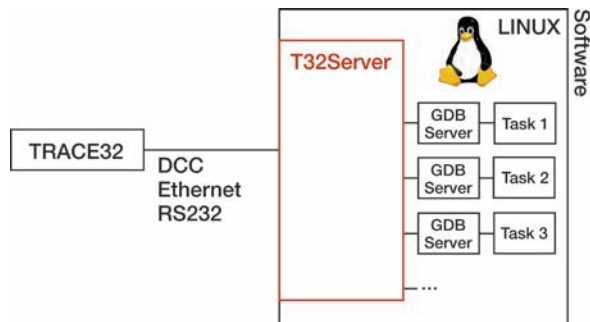 LINUX
Software
T32Server
TRACE32
DCC
Ethernet
RS232
GDB
Server
Task 1
GDB
Server
Task 2
GDB
Server
Task 3
...